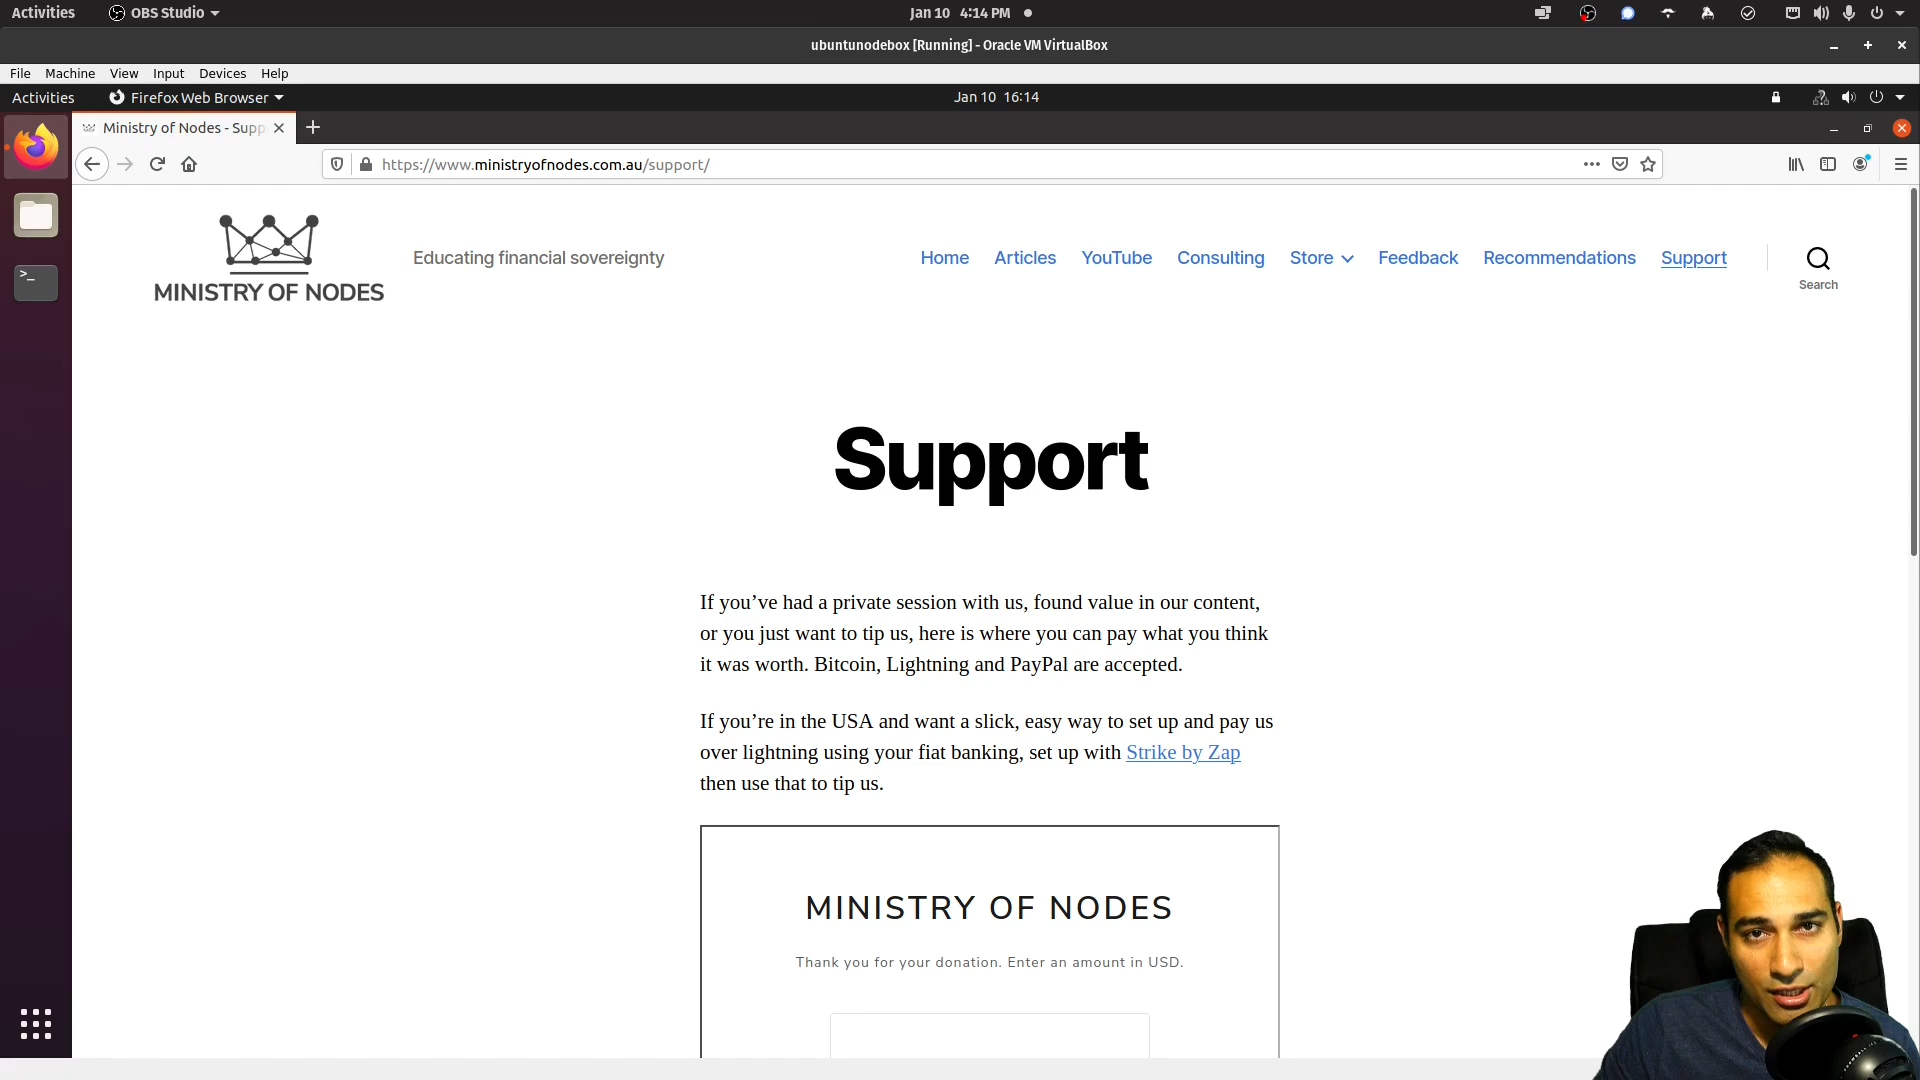 Activities OBS Studio Jan 10 4:14 PM
ubuntunodebox [Running] - Oracle VM VirtualBox
File Machine View Input Devices Help
Activities Firefox Web Browser Jan 10 16:14
Ministry of Nodes - Supp
https://www.ministryofnodes.com.au/support/
MINISTRY OF NODES
Educating financial sovereignty
Home Articles YouTube Consulting Store Feedback Recommendations Support
Search
Support
If you’ve had a private session with us, found value in our content,
or you just want to tip us, here is where you can pay what you think
it was worth. Bitcoin, Lightning and PayPal are accepted.
If you’re in the USA and want a slick, easy way to set up and pay us
over lightning using your fiat banking, set up with Strike by Zap
then use that to tip us.
MINISTRY OF NODES
Thank you for your donation. Enter an amount in USD.